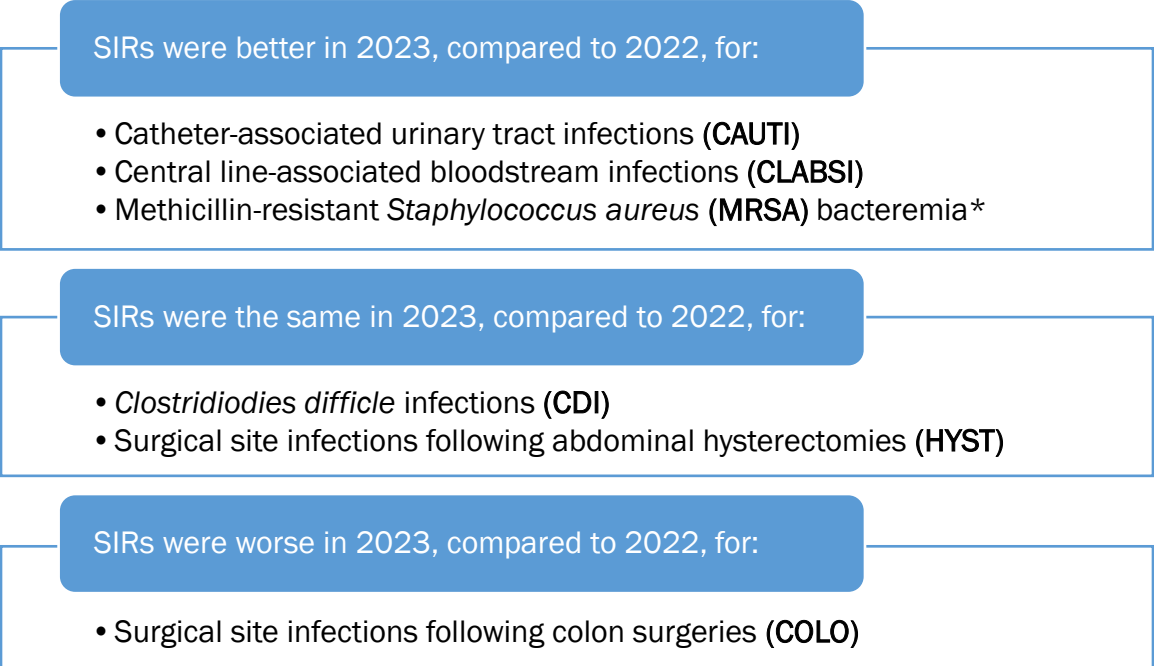 SIRs were better in 2023, compared to 2022, for:
• Catheter-associated urinary tract infections (CAUTI)
• Central line-associated bloodstream infections (CLABSI)
• Methicillin-resistant Staphylococcus aureus (MRSA) bacteremia*
SIRs were the same in 2023, compared to 2022, for:
• Clostridiodies difficle infections (CDI)
• Surgical site infections following abdominal hysterectomies (HYST)
SIRs were worse in 2023, compared to 2022, for:
• Surgical site infections following colon surgeries (COLO)